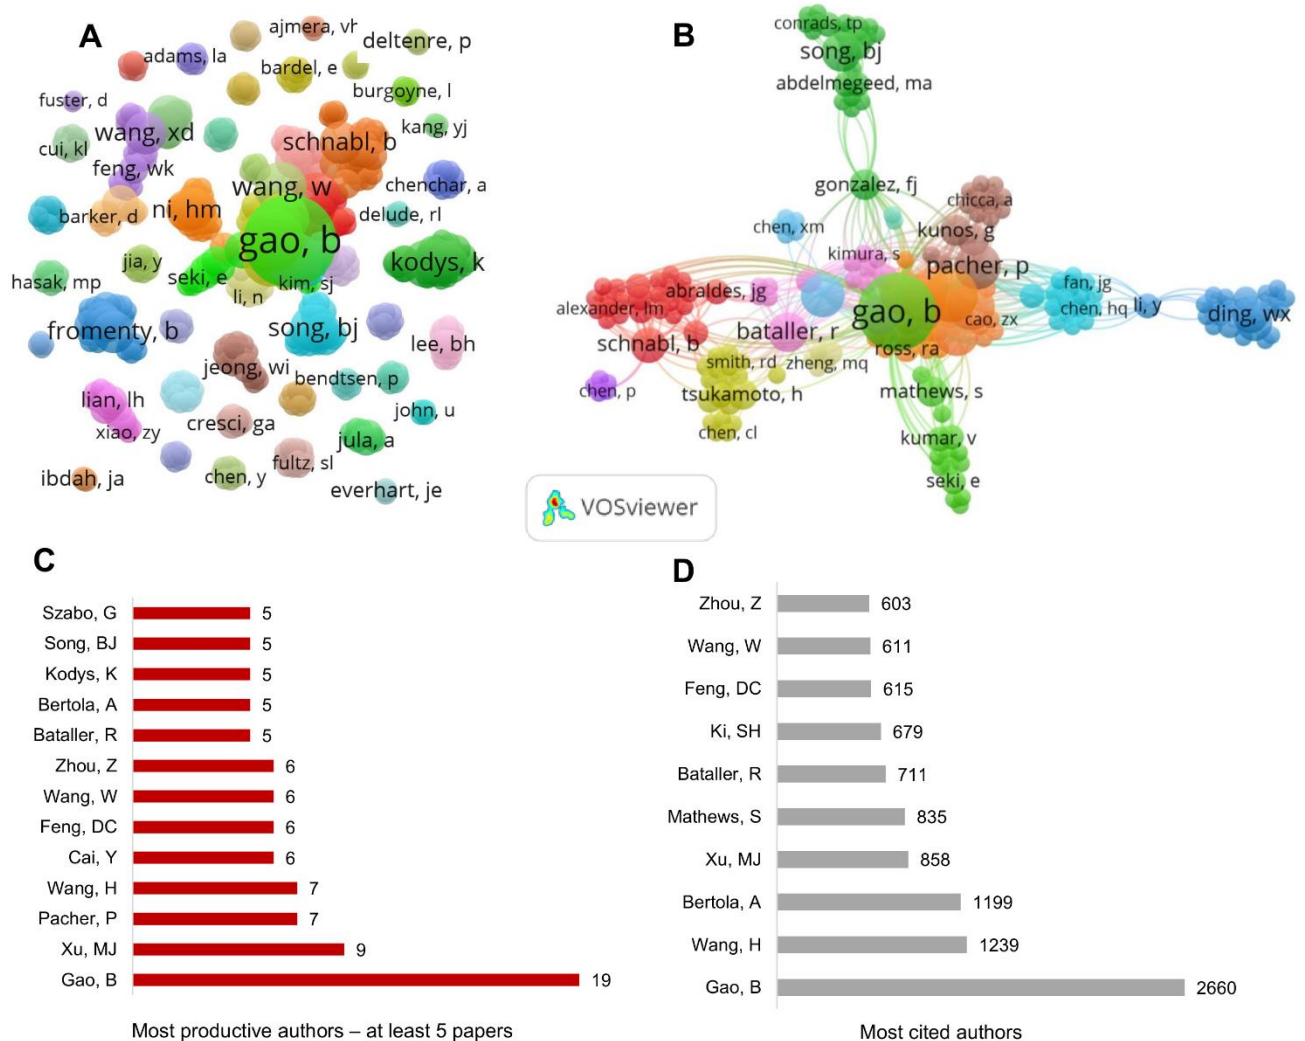 A
ajmera, vr
deltenre, p
adams, la
bardel, e
burgoyne, l
fuster, d
wang, xd
schnabl, b
kang, yj
cui, kl
feng, wk
wang, w
chenchar, a
barker, d
ni, hm
delude, rl
gao, b
jia, y
kodys, k
hasak, mp
seki, e
kim, sj
li, n
fromenty, b
song, bj
lee, bh
jeong, wi
bendtsen, p
lian, lh
john, u
xiao, zy
cresci, ga
jula, a
fultz, sl
ibdah, ja
chen, y
everhart, je
B
conrads, tp
song, bj
abdelmegeed, ma
gonzalez, fj
chicca, a
chen, xm
kunos, g
kimura, s
pacher, p
abraldes, jg
fan, jg
alexander, lm
gao, b
chen, hq
li, y
ding, wx
bataller, r
cao, zx
schnabl, b
ross, ra
smith, rd
zheng, mq
chen, p
tsukamoto, h
mathews, s
chen, cl
kumar, v
seki, e
VOSviewer
C
Szabo, G 5
Song, BJ 5
Kodys, K 5
Bertola, A 5
Bataller, R 5
Zhou, Z 6
Wang, W 6
Feng, DC 6
Cai, Y 6
Wang, H 7
Pacher, P 7
Xu, MJ 9
Gao, B 19
Most productive authors – at least 5 papers
D
Zhou, Z 603
Wang, W 611
Feng, DC 615
Ki, SH 679
Bataller, R 711
Mathews, S 835
Xu, MJ 858
Bertola, A 1199
Wang, H 1239
Gao, B 2660
Most cited authors